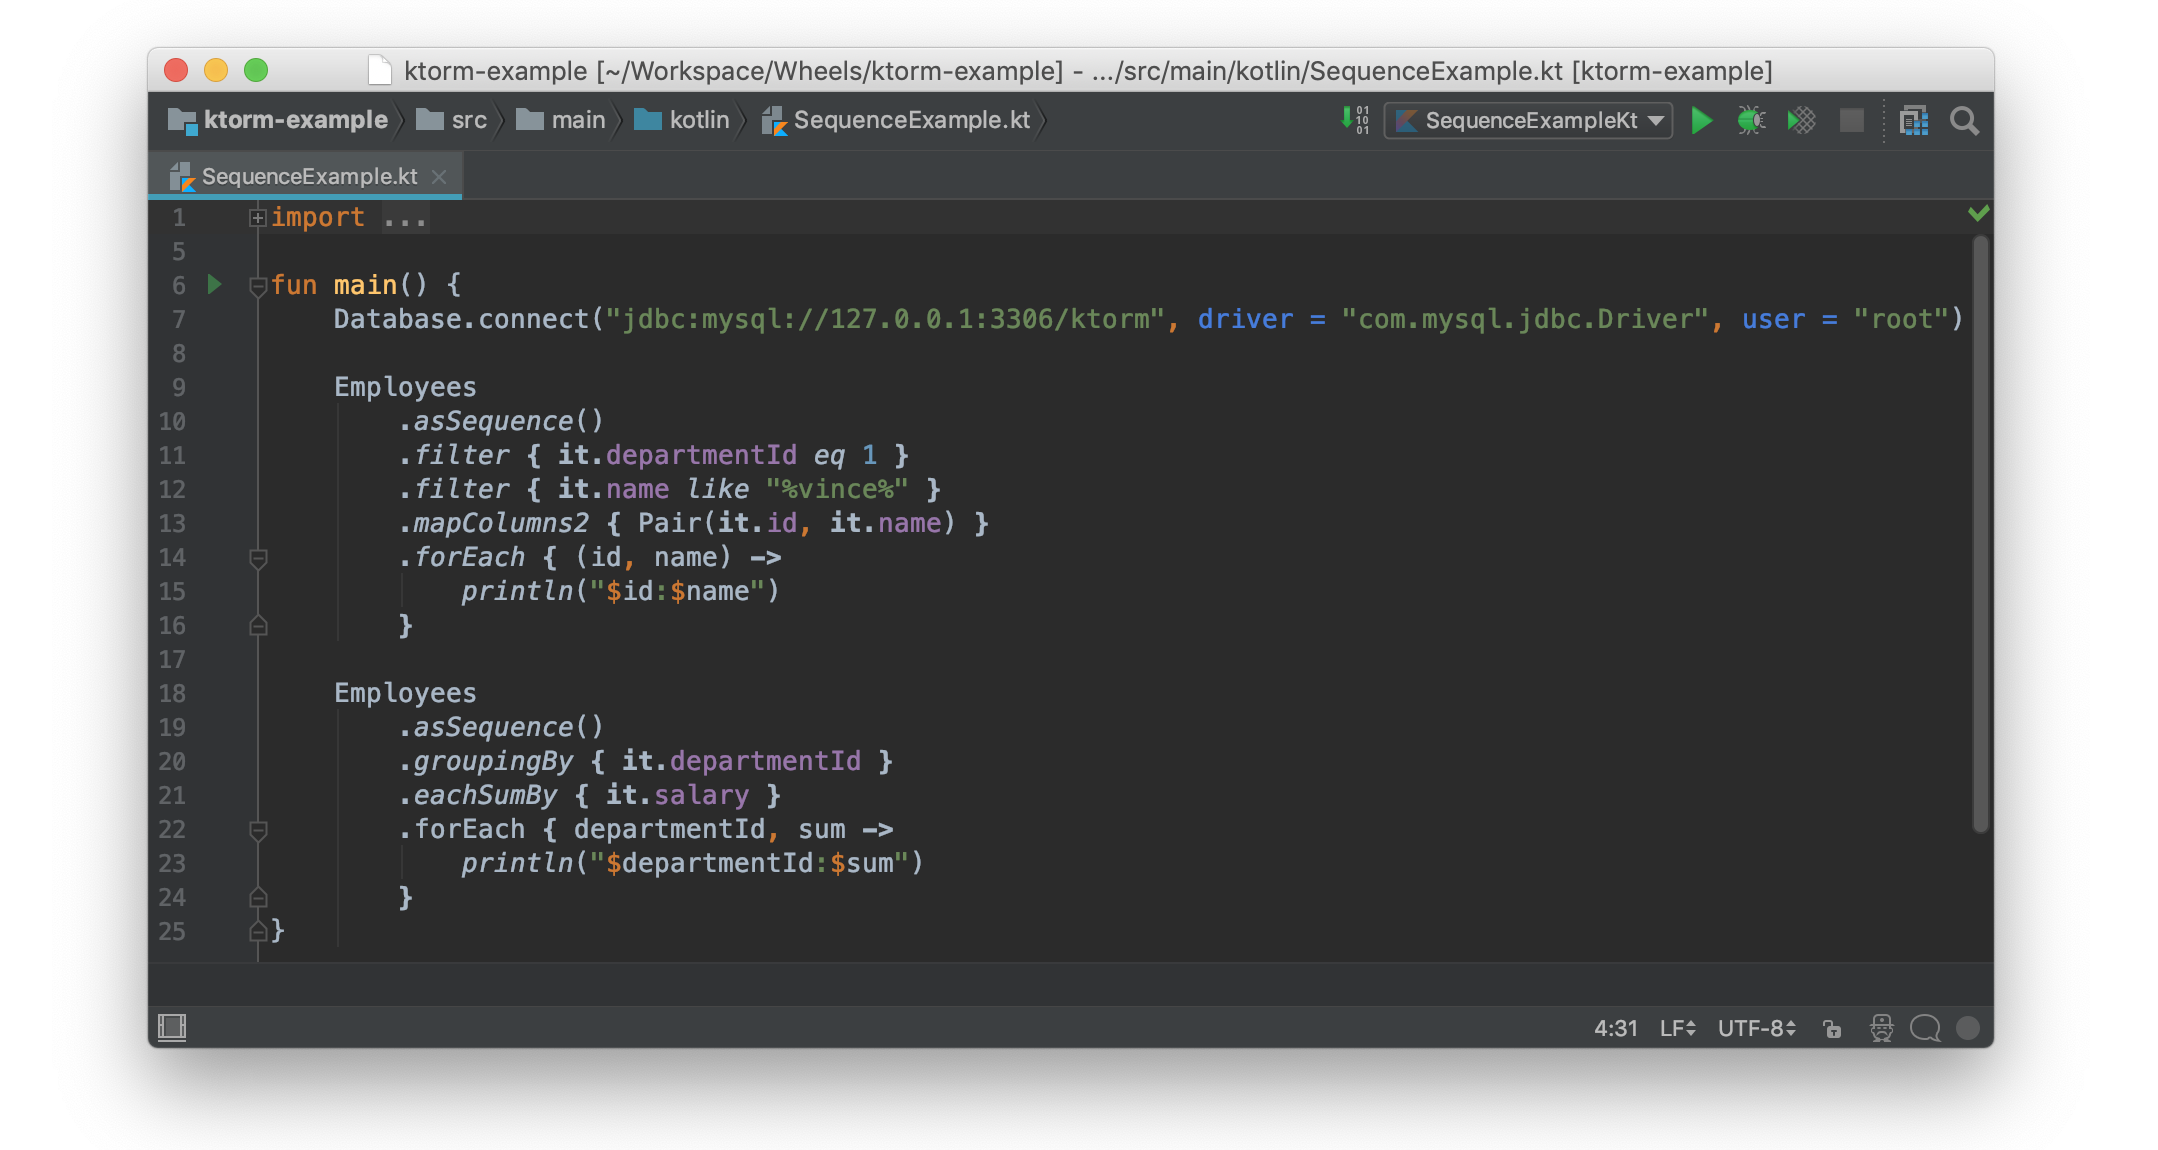 ktorm-example [~/Workspace/Wheels/ktorm-example] - .../src/main/kotlin/SequenceExample.kt [ktorm-example]
ktorm-example src main kotlin SequenceExample.kt SequenceExampleKt
SequenceExample.kt
1 import ...
5
6 fun main() {
7 Database.connect("jdbc:mysql://127.0.0.1:3306/ktorm", driver = "com.mysql.jdbc.Driver", user = "root")
8
9 Employees
10 .asSequence()
11 .filter { it.departmentId eq 1 }
12 .filter { it.name like "%vince%" }
13 .mapColumns2 { Pair(it.id, it.name) }
14 .forEach { (id, name) ->
15 println("$id:$name")
16 }
17
18 Employees
19 .asSequence()
20 .groupingBy { it.departmentId }
21 .eachSumBy { it.salary }
22 .forEach { departmentId, sum ->
23 println("$departmentId:$sum")
24 }
25 }
4:31 LF UTF-8